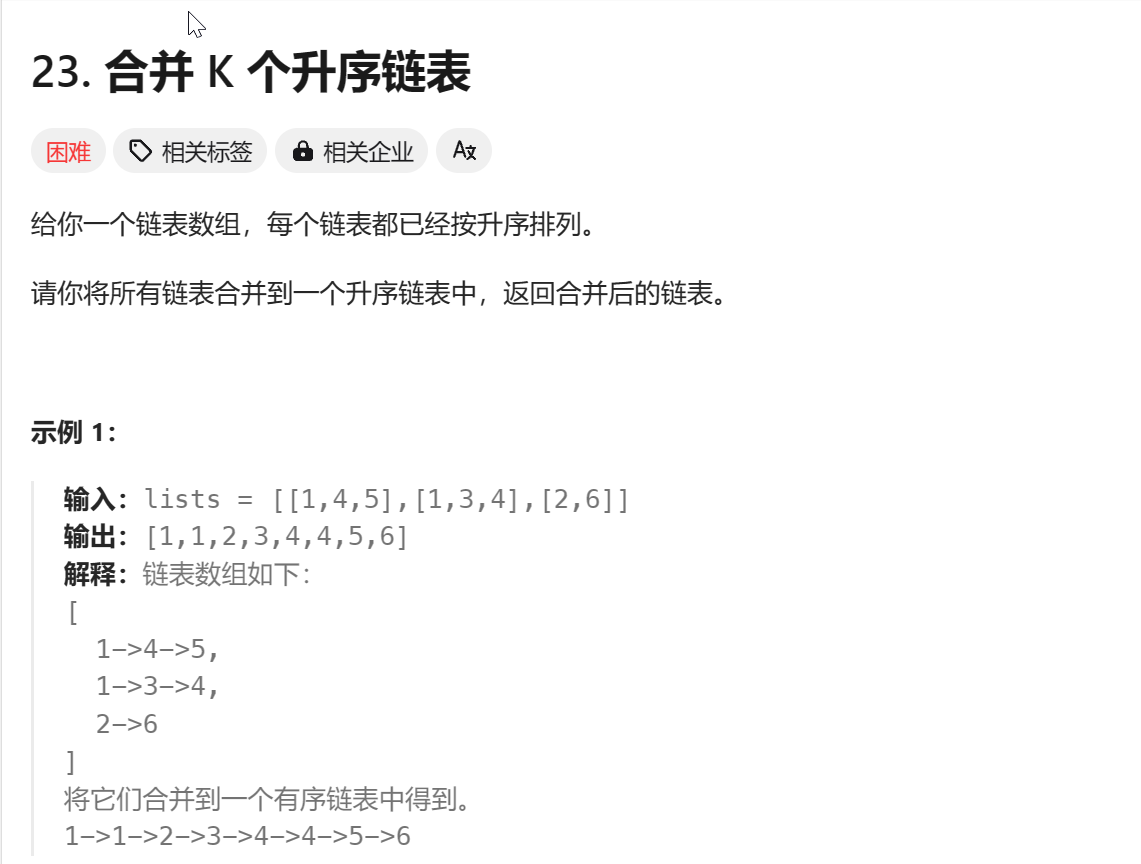 23. 合并 K 个升序链表
困难 相关标签 相关企业 A文
给你一个链表数组，每个链表都已经按升序排列。
请你将所有链表合并到一个升序链表中，返回合并后的链表。
示例 1：
输入：lists = [[1,4,5],[1,3,4],[2,6]]
输出：[1,1,2,3,4,4,5,6]
解释：链表数组如下：
[
1->4->5,
1->3->4,
2->6
]
将它们合并到一个有序链表中得到。
1->1->2->3->4->4->5->6